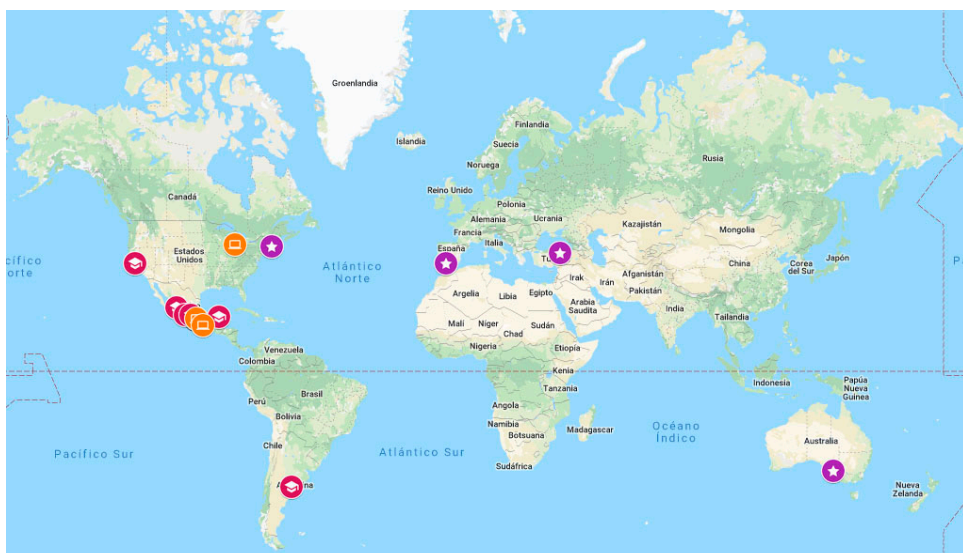 Groenlandia
Islandia
Finlandia
Suecia
Noruega
Rusia
Canadá
Reino Unido
Polonia
Alemania
Ucrania
Francia
Kazajistán
Mongolia
España
Italia
Estados
Unidos
Atlántico
Norte
China
Corea
del Sur
Japón
Irak
Irán
Afganistán
Pakistán
Argelia
Libia
Egipto
Arabia
Saudita
India
Malí
Níger
Chad
Sudán
Tailandia
Nigeria
Etiopía
Venezuela
Colombia
Kenia
Indonesia
Papúa
Nueva
Guinea
Tanzania
Perú
Brasil
Angola
Bolivia
Namibia
Botsuana
Madagascar
Océano
Índico
Australia
Chile
Pacífico Sur
Atlántico Sur
Sudáfrica
Nueva
Zelanda